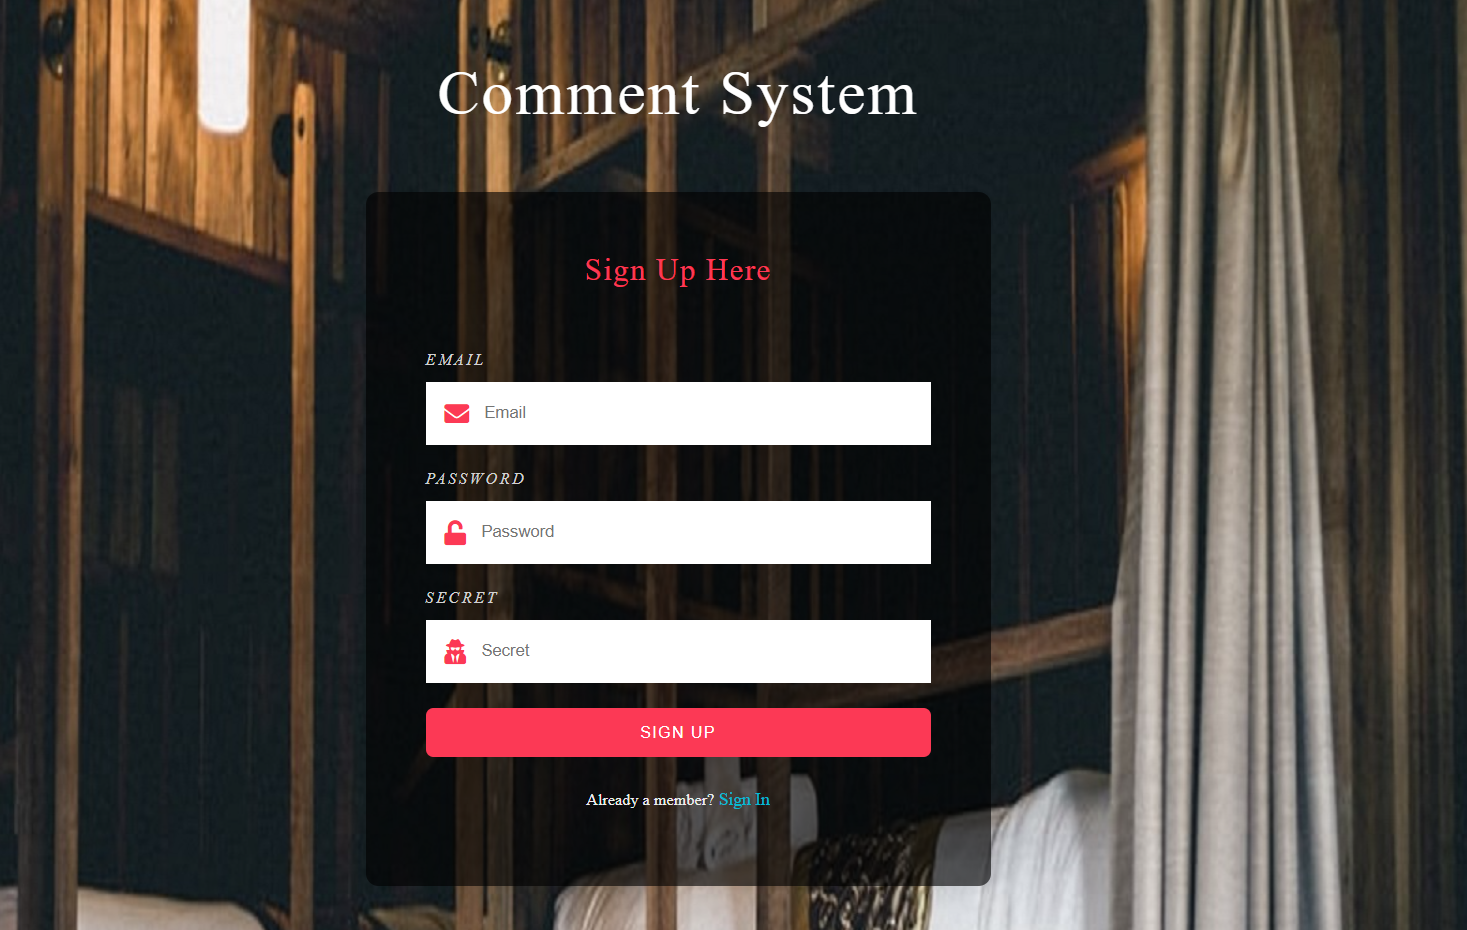 Comment System
Sign Up Here
EMAIL
Email
PASSWORD
Password
SECRET
Secret
SIGN UP
Already a member? Sign In